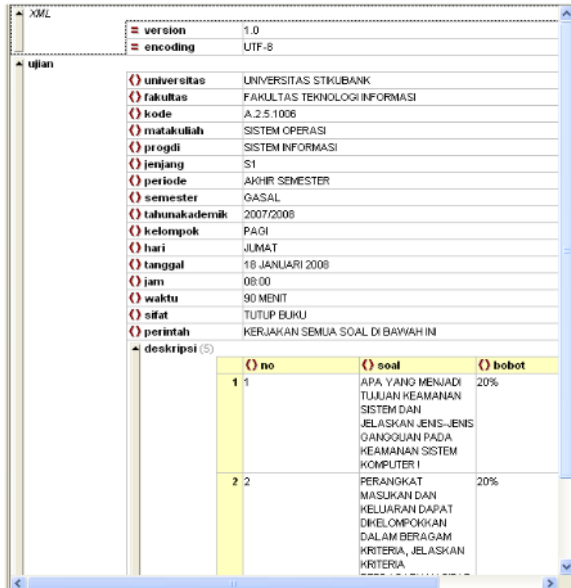 XML
= version 1.0
= encoding UTF-8
ujian
() universitas UNIVERSITAS STIKUBANK
() fakultas FAKULTAS TEKNOLOGI INFORMASI
() kode A.2.5.1006
() matakuliah SISTEM OPERASI
() progdi SISTEM INFORMASI
() jenjang S1
() periode AKHIR SEMESTER
() semester GASAL
() tahunakademik 2007/2008
() kelompok PAGI
() hari JUMAT
() tanggal 18 JANUARI 2008
() jam 08:00
() waktu 90 MENIT
() sifat TUTUP BUKU
() perintah KERJAKAN SEMUA SOAL DI BAWAH INI
deskripsi (5)
() no () soal () bobot
1 1 APA YANG MENJADI 20%
TUJUAN KEAMANAN
SISTEM DAN
JELASKAN JENIS-JENIS
GANGGUAN PADA
KEAMANAN SISTEM
KOMPUTER !
2 2 PERANGKAT 20%
MASUKAN DAN
KELUARAN DAPAT
DIKELOMPOKKAN
DALAM BERAGAM
KRITERIA, JELASKAN
KRITERIA